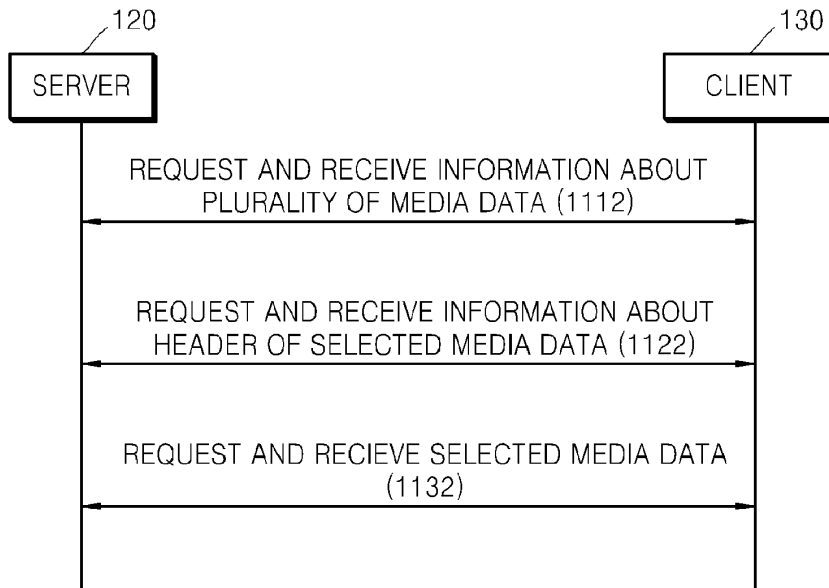 120
130
SERVER
CLIENT
REQUEST AND RECEIVE INFORMATION ABOUT
PLURALITY OF MEDIA DATA (1112)
REQUEST AND RECEIVE INFORMATION ABOUT
HEADER OF SELECTED MEDIA DATA (1122)
REQUEST AND RECIEVE SELECTED MEDIA DATA
(1132)